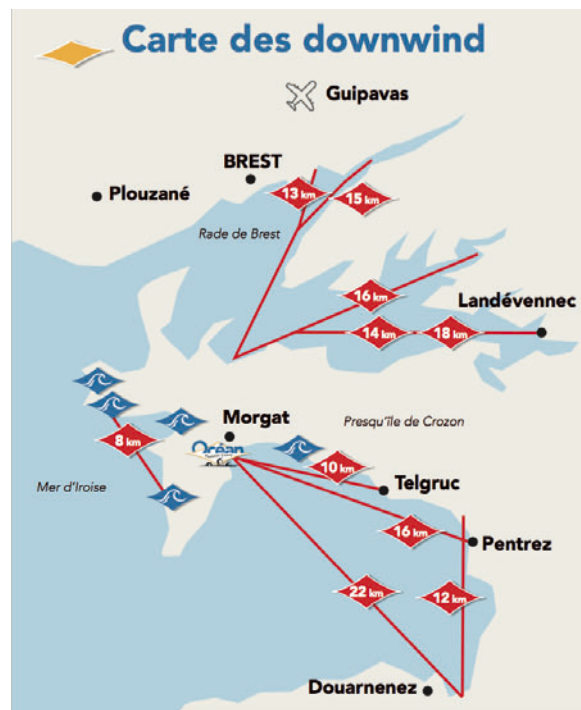 Carte des downwind
Guipavas
BREST
Plouzané
13 km
15 km
Rade de Brest
16 km
Landévennec
14 km
18 km
Morgat
Presqu'île de Crozon
8 km
Océan
10 km
Mer d'Iroise
Telgruc
16 km
Pentrez
22 km
12 km
Douarnenez